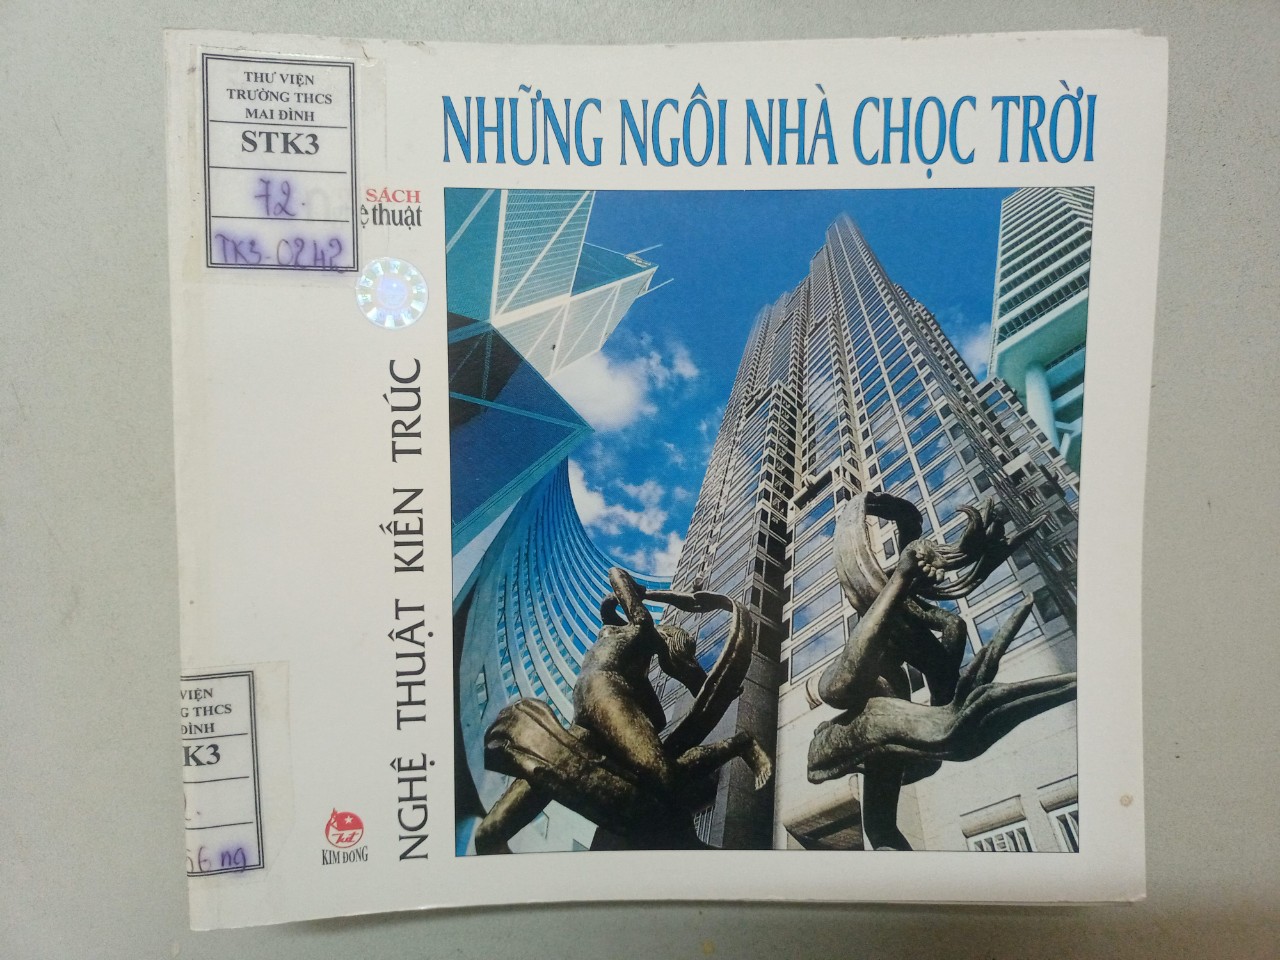 THƯ VIỆN
TRƯỜNG THCS
MAI ĐÌNH
STK3
72.
TK3-0242
NHỮNG NGÔI NHÀ CHỌC TRỜI
SÁCH
ệ thuật
NGHỆ THUẬT KIẾN TRÚC
VIỆN
G THCS
ĐÌNH
K3
ng
KIM ĐỒNG